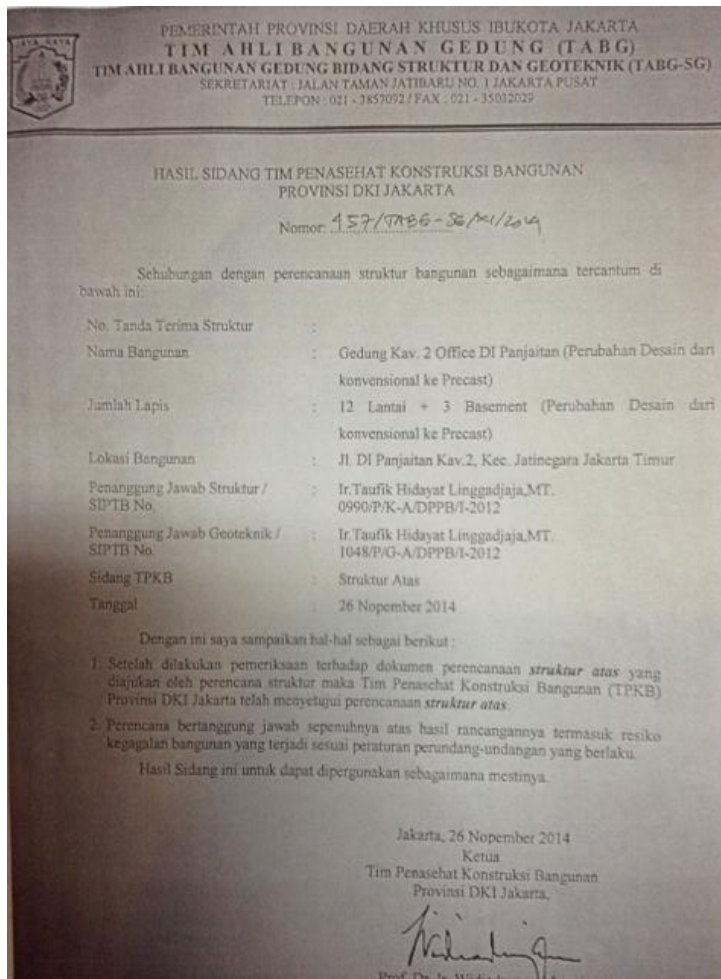 JAYA RAYA
PEMERINTAH PROVINSI DAERAH KHUSUS IBUKOTA JAKARTA
TIM AHLI BANGUNAN GEDUNG (TABG)
TIM AHLI BANGUNAN GEDUNG BIDANG STRUKTUR DAN GEOTEKNIK (TABG-SG)
SEKRETARIAT : JALAN TAMAN JATIBARU NO. 1 JAKARTA PUSAT
TELEPON : 021 - 3857092 / FAX : 021 - 35032029
HASIL SIDANG TIM PENASEHAT KONSTRUKSI BANGUNAN
PROVINSI DKI JAKARTA
Nomor: 957/TABG-SG/XI/2014
Sehubungan dengan perencanaan struktur bangunan sebagaimana tercantum di
bawah ini:
No. Tanda Terima Struktur :
Nama Bangunan : Gedung Kav. 2 Office DI Panjaitan (Perubahan Desain dari
konvensional ke Precast)
Jumlah Lapis : 12 Lantai + 3 Basement (Perubahan Desain dari
konvensional ke Precast)
Lokasi Bangunan : Jl. DI Panjaitan Kav.2, Kec. Jatinegara Jakarta Timur
Penanggung Jawab Struktur / : Ir.Taufik Hidayat Linggadjaja,MT.
SIPTB No. 0990/P/K-A/DPPB/I-2012
Penanggung Jawab Geoteknik / : Ir.Taufik Hidayat Linggadjaja,MT.
SIPTB No. 1048/P/G-A/DPPB/I-2012
Sidang TPKB : Struktur Atas
Tanggal : 26 Nopember 2014
Dengan ini saya sampaikan hal-hal sebagai berikut :
1. Setelah dilakukan pemeriksaan terhadap dokumen perencanaan struktur atas yang
diajukan oleh perencana struktur maka Tim Penasehat Konstruksi Bangunan (TPKB)
Provinsi DKI Jakarta telah menyetujui perencanaan struktur atas.
2. Perencana bertanggung jawab sepenuhnya atas hasil rancangannya termasuk resiko
kegagalan bangunan yang terjadi sesuai peraturan perundang-undangan yang berlaku.
Hasil Sidang ini untuk dapat dipergunakan sebagaimana mestinya.
Jakarta, 26 Nopember 2014
Ketua
Tim Penasehat Konstruksi Bangunan
Provinsi DKI Jakarta,
Prof. Dr. Ir.